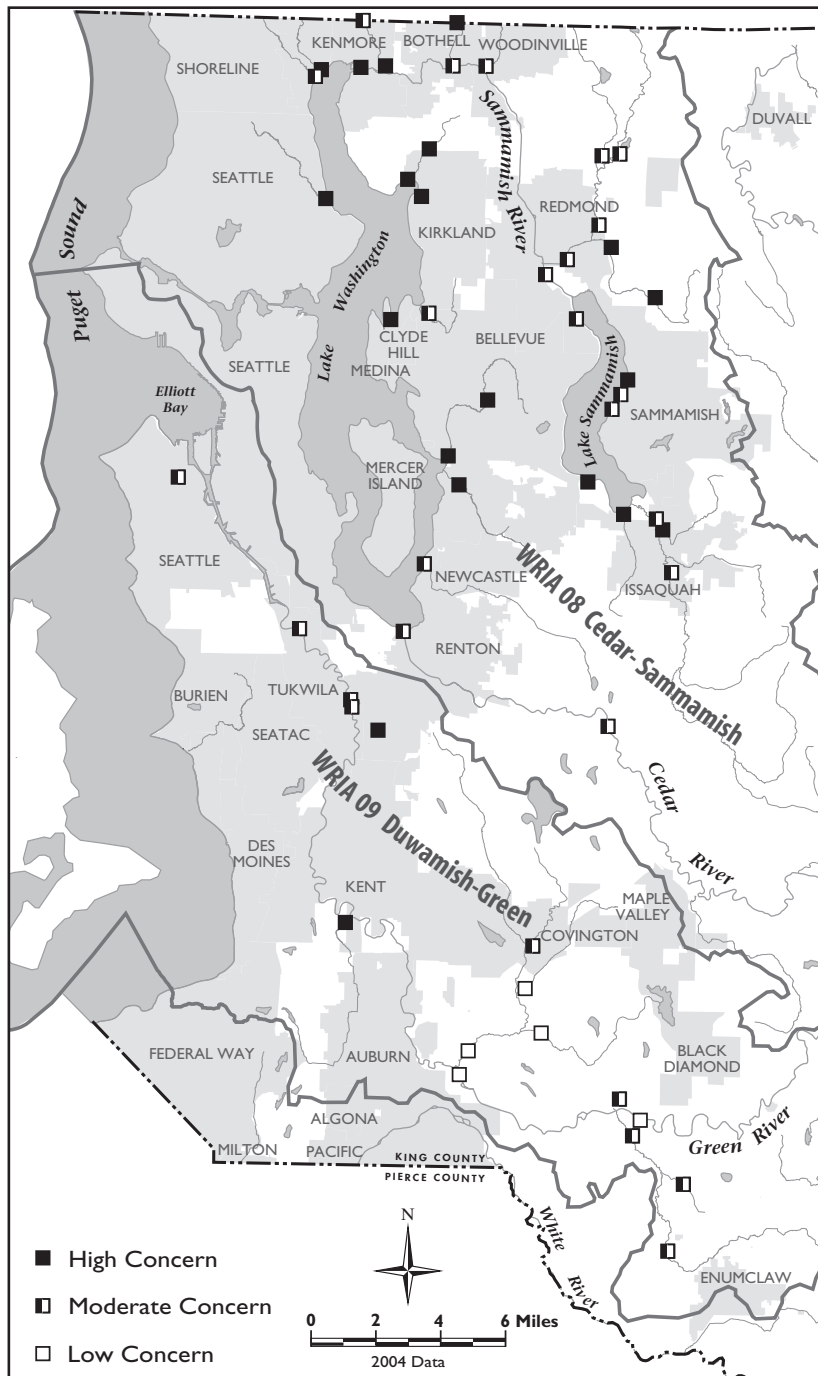 KENMORE
BOTHELL
WOODINVILLE
SHORELINE
DUVALL
Sammamish River
SEATTLE
REDMOND
KIRKLAND
Puget Sound
Lake Washington
CLYDE
HILL
BELLEVUE
MEDINA
SEATTLE
Elliott
Bay
Lake Sammamish
SAMMAMISH
MERCER
ISLAND
SEATTLE
NEWCASTLE
ISSAQUAH
WRIA 08 Cedar-Sammamish
RENTON
BURIEN
TUKWILA
SEATAC
WRIA 09 Duwamish-Green
Cedar River
DES
MOINES
KENT
MAPLE
VALLEY
COVINGTON
FEDERAL WAY
AUBURN
BLACK
DIAMOND
ALGONA
Green River
MILTON
PACIFIC
KING COUNTY
PIERCE COUNTY
White River
ENUMCLAW
N
High Concern
Moderate Concern
Low Concern
0 2 4 6 Miles
2004 Data